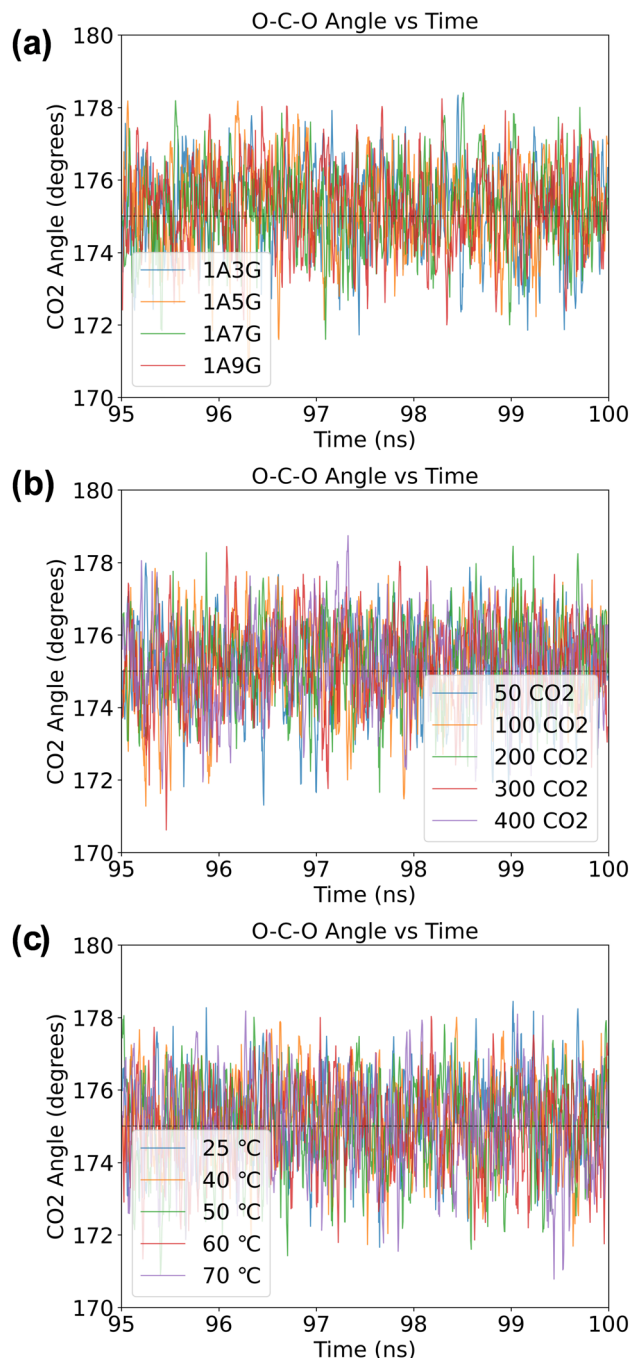 (a)
O-C-O Angle vs Time
180
178
176
174
172
170
CO2 Angle (degrees)
1A3G
1A5G
1A7G
1A9G
95 96 97 98 99 100
Time (ns)
(b)
O-C-O Angle vs Time
180
178
176
174
172
170
CO2 Angle (degrees)
50 CO2
100 CO2
200 CO2
300 CO2
400 CO2
95 96 97 98 99 100
Time (ns)
(c)
O-C-O Angle vs Time
180
178
176
174
172
170
CO2 Angle (degrees)
25 ℃
40 ℃
50 ℃
60 ℃
70 ℃
95 96 97 98 99 100
Time (ns)